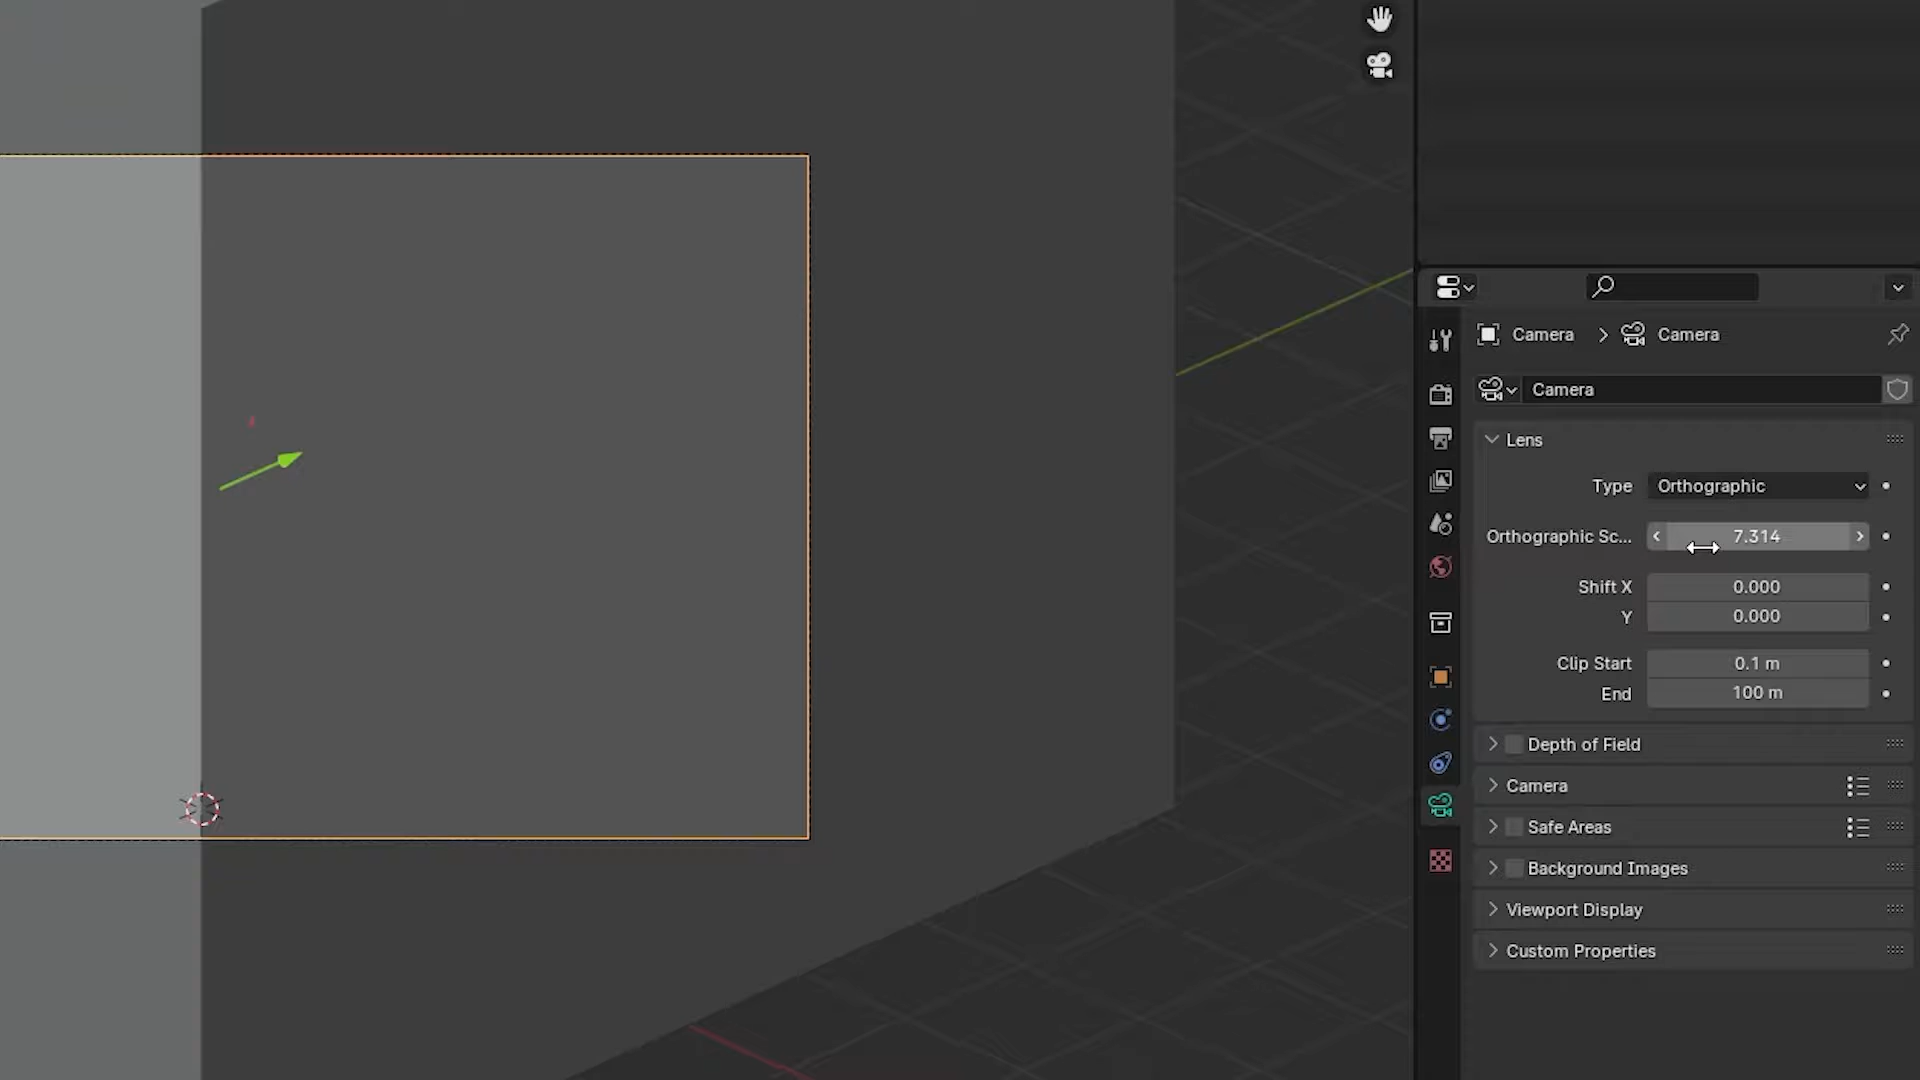 Camera > Camera
Camera
Lens
Type Orthographic
Orthographic Sc... 7.314
Shift X 0.000
Y 0.000
Clip Start 0.1 m
End 100 m
Depth of Field
Camera
Safe Areas
Background Images
Viewport Display
Custom Properties